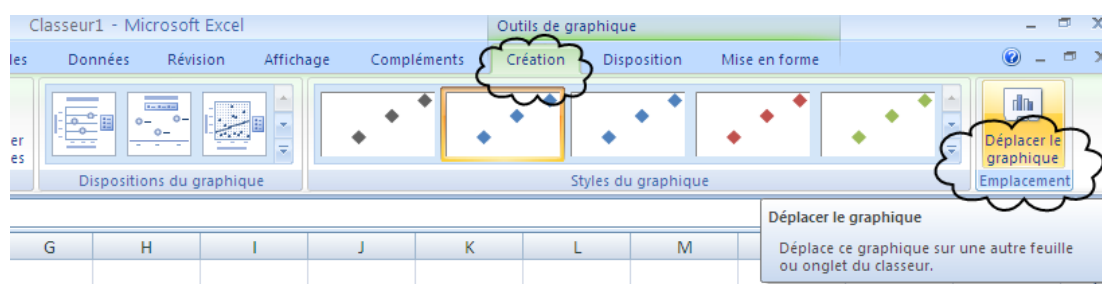 Classeur1 - Microsoft Excel
Outils de graphique
les Données Révision Affichage Compléments Création Disposition Mise en forme
er
es
Déplacer le
graphique
Dispositions du graphique
Styles du graphique
Emplacement
Déplacer le graphique
Déplace ce graphique sur une autre feuille
ou onglet du classeur.
G H I J K L M